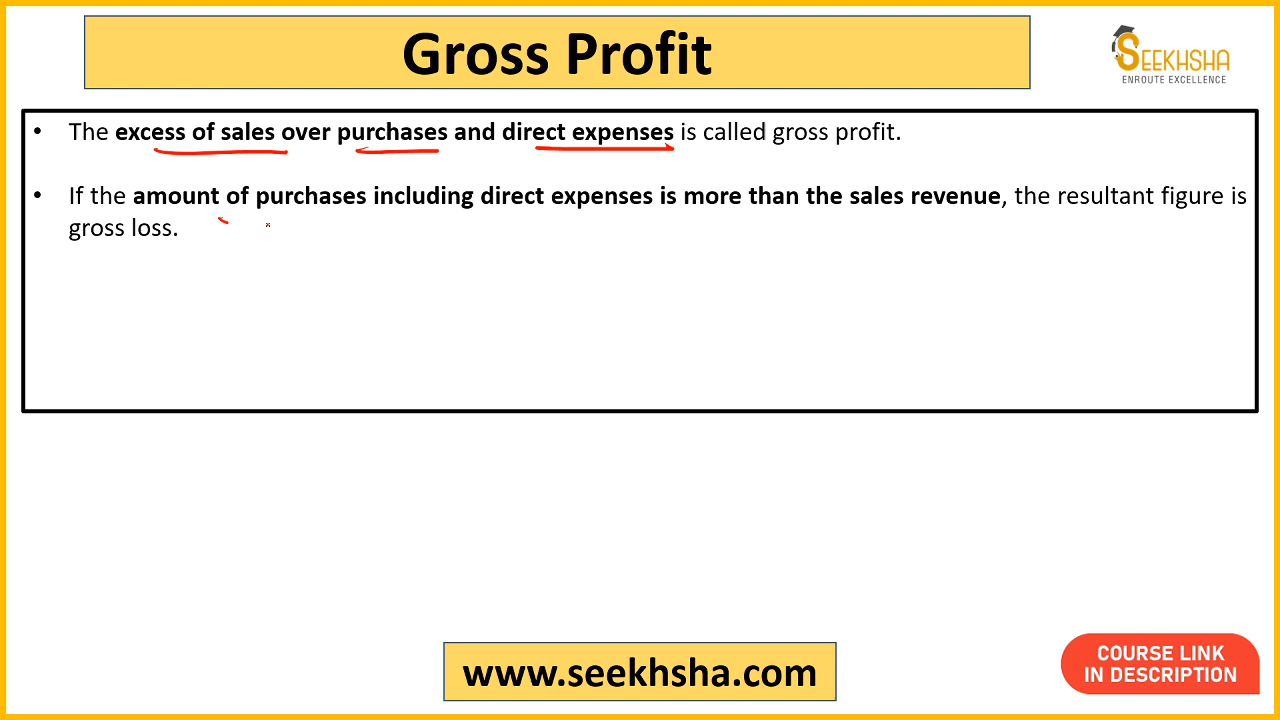 Gross Profit
SEEKHSHA
ENROUTE EXCELLENCE
• The excess of sales over purchases and direct expenses is called gross profit.
• If the amount of purchases including direct expenses is more than the sales revenue, the resultant figure is
gross loss.
www.seekhsha.com
COURSE LINK
IN DESCRIPTION